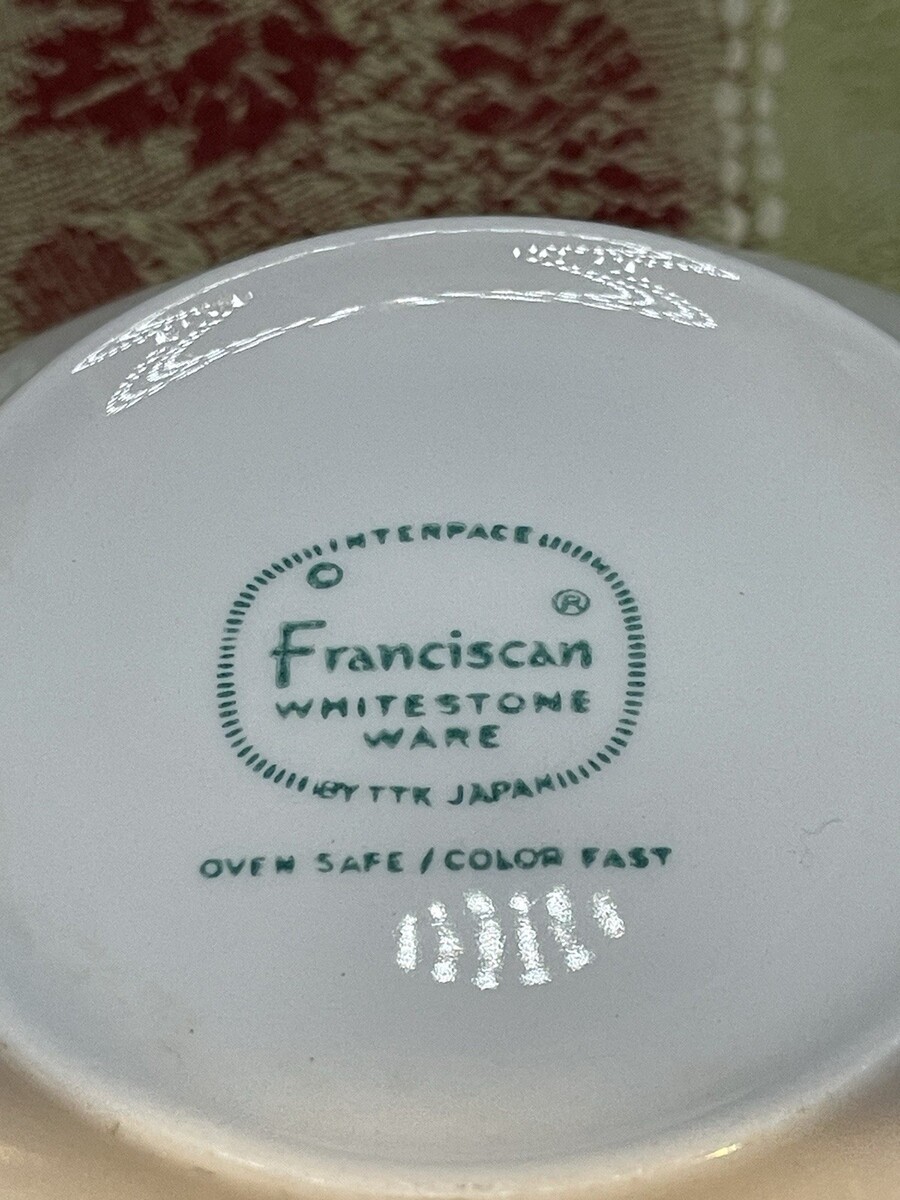 INTERPACE
©
®
Franciscan
WHITESTONE
WARE
BY TTK JAPAN
OVEN SAFE / COLOR FAST